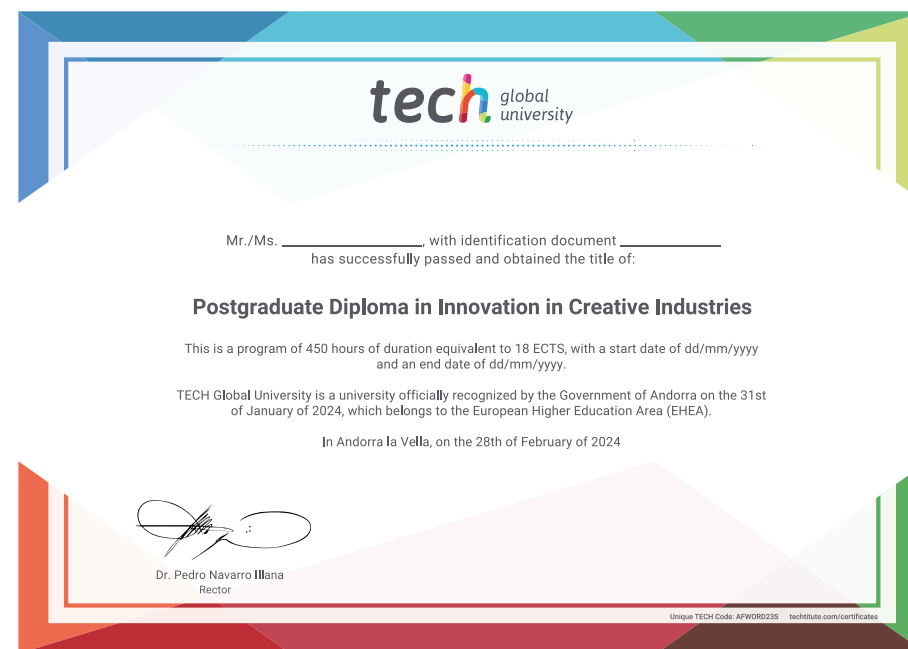 tech global university
Mr./Ms. ____________, with identification document ____________
has successfully passed and obtained the title of:
Postgraduate Diploma in Innovation in Creative Industries
This is a program of 450 hours of duration equivalent to 18 ECTS, with a start date of dd/mm/yyyy
and an end date of dd/mm/yyyy.
TECH Global University is a university officially recognized by the Government of Andorra on the 31st
of January of 2024, which belongs to the European Higher Education Area (EHEA).
In Andorra la Vella, on the 28th of February of 2024
Dr. Pedro Navarro Illana
Rector
Unique TECH Code: AFWORD23S techtitute.com/certificates